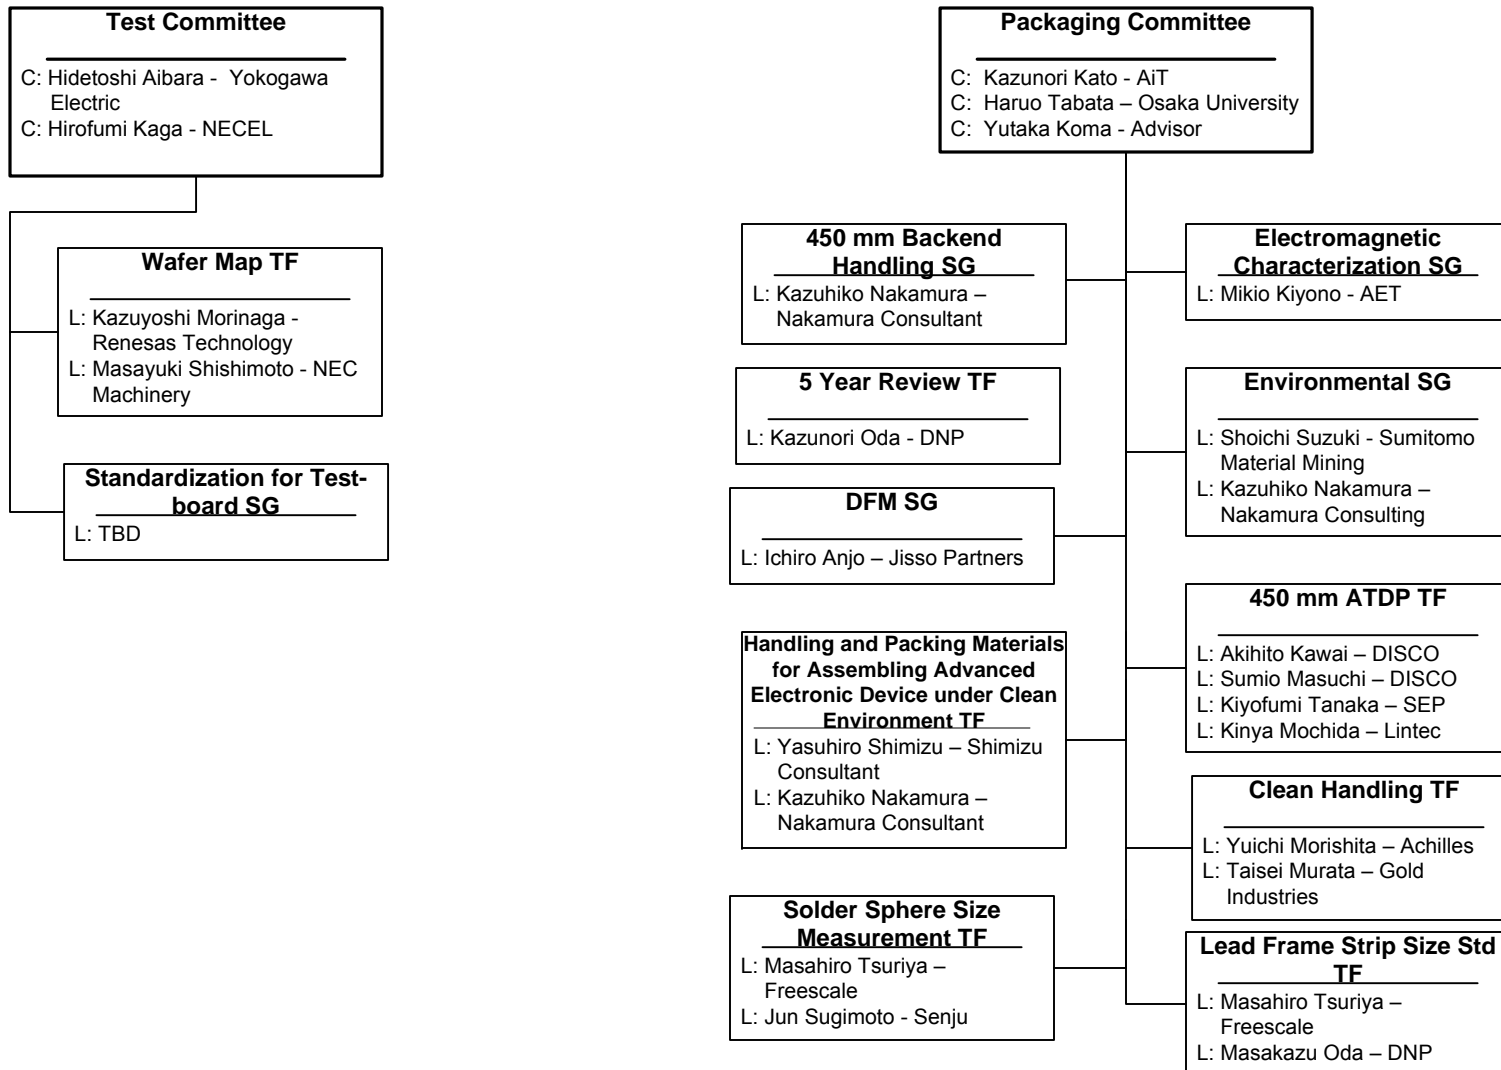 Test Committee
C: Hidetoshi Aibara - Yokogawa
Electric
C: Hirofumi Kaga - NECEL
Wafer Map TF
L: Kazuyoshi Morinaga -
Renesas Technology
L: Masayuki Shishimoto - NEC
Machinery
Standardization for Test-
board SG
L: TBD
Packaging Committee
C: Kazunori Kato - AiT
C: Haruo Tabata – Osaka University
C: Yutaka Koma - Advisor
450 mm Backend
Handling SG
L: Kazuhiko Nakamura –
Nakamura Consultant
5 Year Review TF
L: Kazunori Oda - DNP
DFM SG
L: Ichiro Anjo – Jisso Partners
Handling and Packing Materials
for Assembling Advanced
Electronic Device under Clean
Environment TF
L: Yasuhiro Shimizu – Shimizu
Consultant
L: Kazuhiko Nakamura –
Nakamura Consultant
Solder Sphere Size
Measurement TF
L: Masahiro Tsuriya –
Freescale
L: Jun Sugimoto - Senju
Electromagnetic
Characterization SG
L: Mikio Kiyono - AET
Environmental SG
L: Shoichi Suzuki - Sumitomo
Material Mining
L: Kazuhiko Nakamura –
Nakamura Consulting
450 mm ATDP TF
L: Akihito Kawai – DISCO
L: Sumio Masuchi – DISCO
L: Kiyofumi Tanaka – SEP
L: Kinya Mochida – Lintec
Clean Handling TF
L: Yuichi Morishita – Achilles
L: Taisei Murata – Gold
Industries
Lead Frame Strip Size Std
TF
L: Masahiro Tsuriya –
Freescale
L: Masakazu Oda – DNP